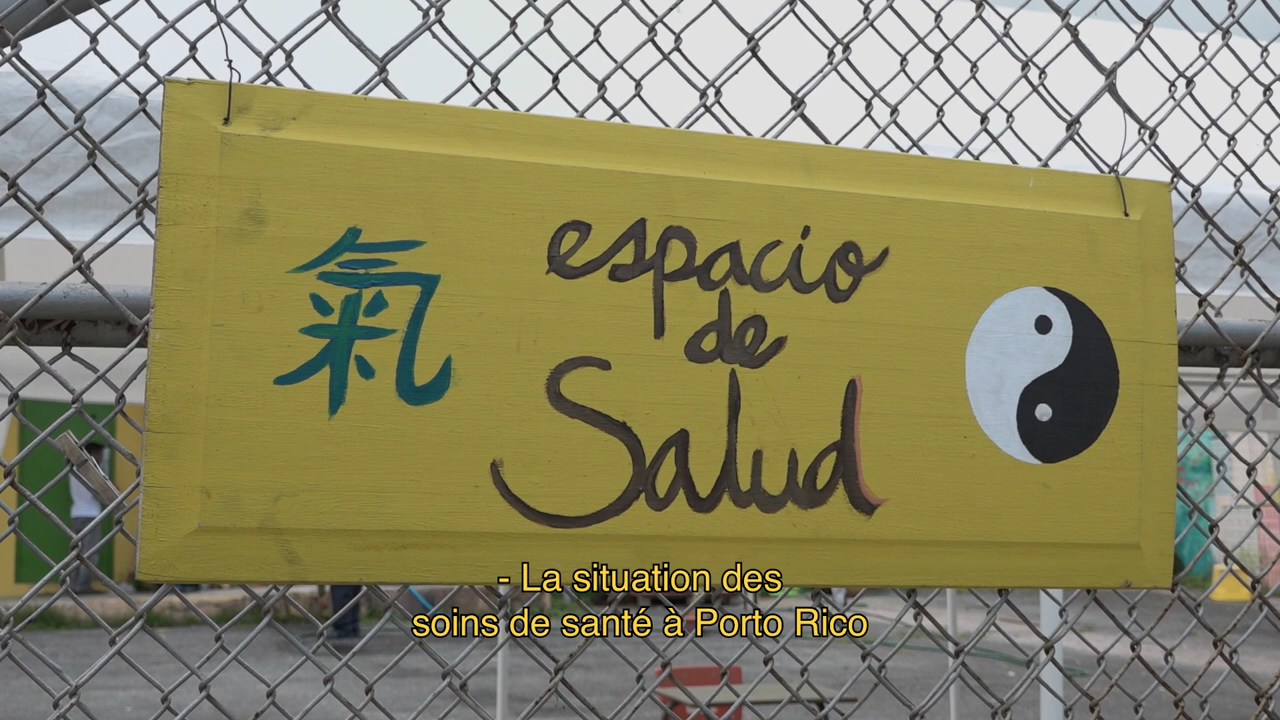 氣
espacio
de
Salud
- La situation des
soins de santé à Porto Rico